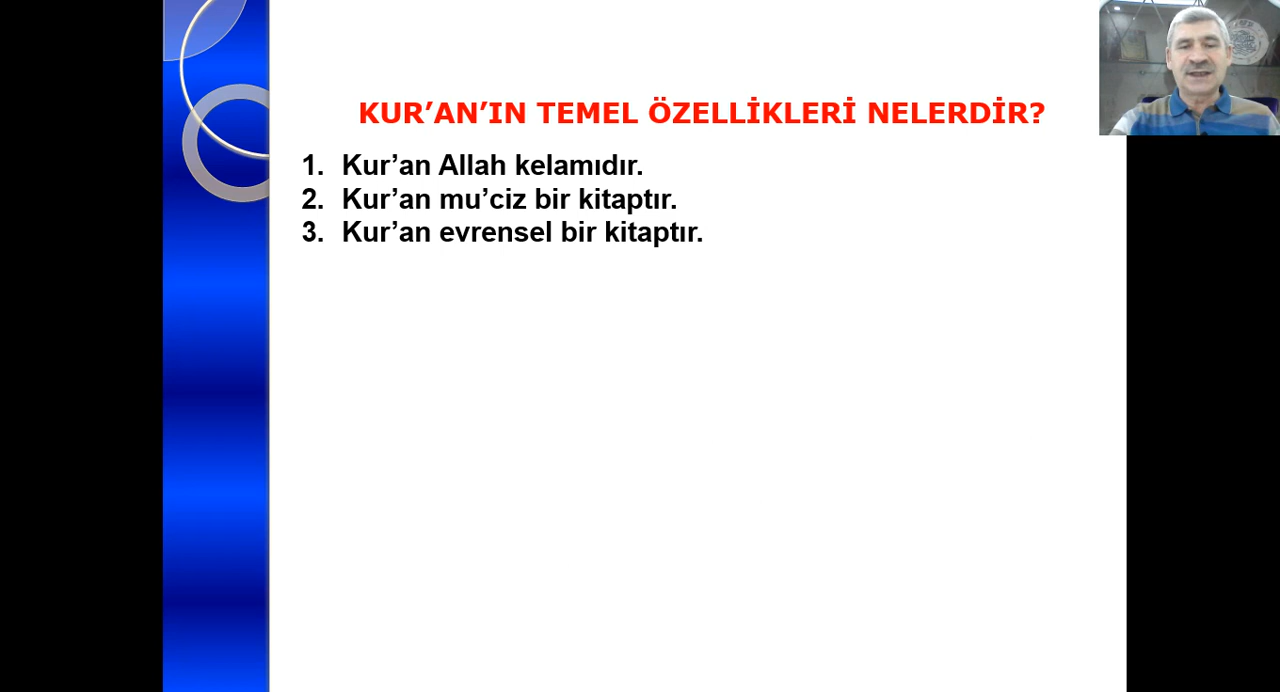 KUR’AN’IN TEMEL ÖZELLİKLERİ NELERDİR?
1. Kur’an Allah kelamıdır.
2. Kur’an mu’ciz bir kitaptır.
3. Kur’an evrensel bir kitaptır.